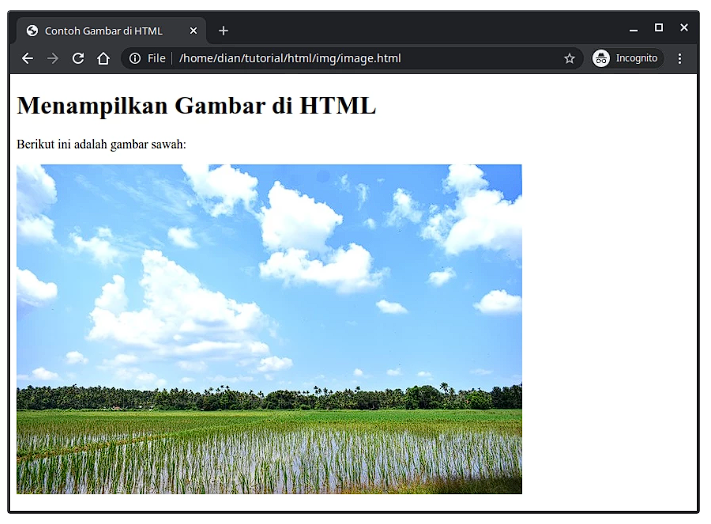 Contoh Gambar di HTML
File /home/dian/tutorial/html/img/image.html Incognito
Menampilkan Gambar di HTML
Berikut ini adalah gambar sawah: